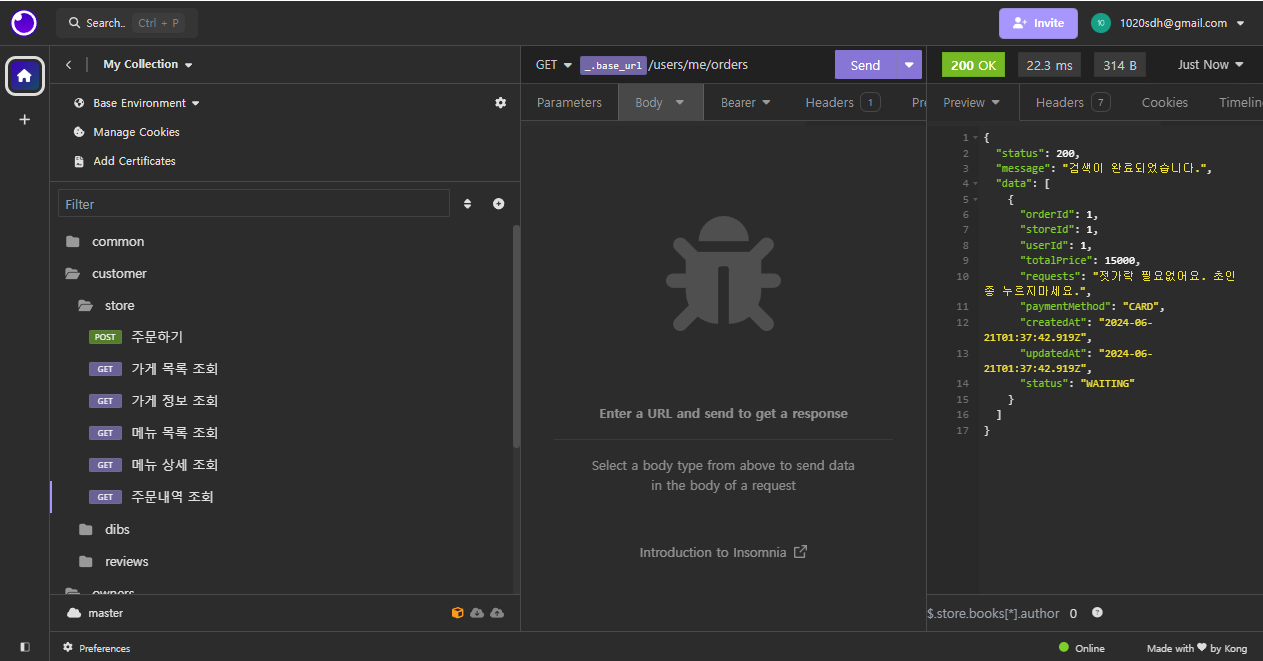 Search.. Ctrl + P
Invite
10
1020sdh@gmail.com
My Collection
Base Environment
Manage Cookies
Add Certificates
Filter
common
customer
store
POST 주문하기
GET 가게 목록 조회
GET 가게 정보 조회
GET 메뉴 목록 조회
GET 메뉴 상세 조회
GET 주문내역 조회
dibs
reviews
owners
master
Preferences
GET _.base_url /users/me/orders
Send
Parameters Body Bearer Headers 1 Pr
Enter a URL and send to get a response
Select a body type from above to send data
in the body of a request
Introduction to Insomnia
200 OK 22.3 ms 314 B Just Now
Preview Headers 7 Cookies Timelin
1 {
2 "status": 200,
3 "message": "검색이 완료되었습니다.",
4 "data": [
5 {
6 "orderId": 1,
7 "storeId": 1,
8 "userId": 1,
9 "totalPrice": 15000,
10 "requests": "젓가락 필요없어요. 초인
종 누르지마세요.",
11 "paymentMethod": "CARD",
12 "createdAt": "2024-06-
21T01:37:42.919Z",
13 "updatedAt": "2024-06-
21T01:37:42.919Z",
14 "status": "WAITING"
15 }
16 ]
17 }
$.store.books[*].author 0 ?
Online
Made with ♥ by Kong